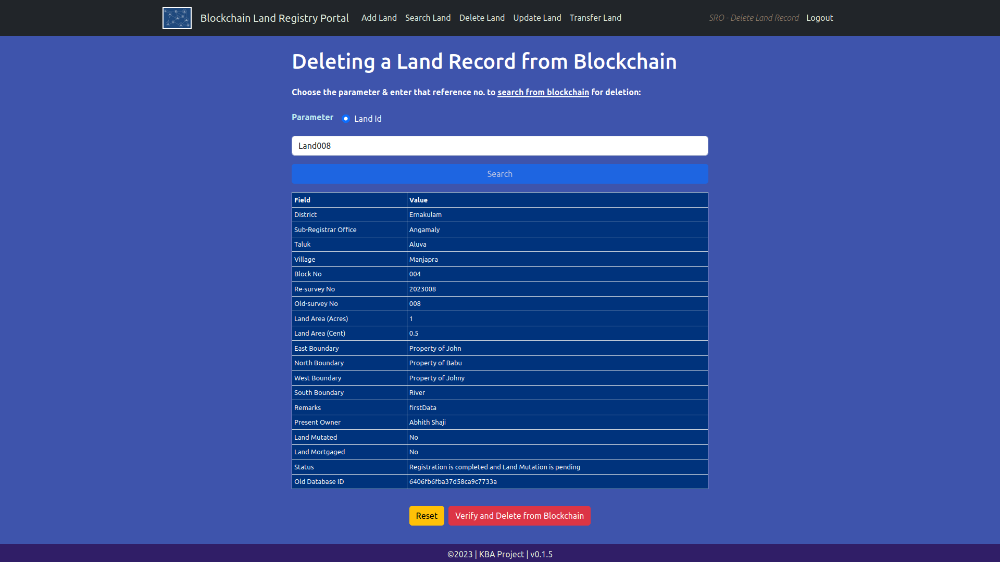 Blockchain Land Registry Portal Add Land Search Land Delete Land Update Land Transfer Land SRO - Delete Land Record Logout
Deleting a Land Record from Blockchain
Choose the parameter & enter that reference no. to search from blockchain for deletion:
Parameter Land Id
Land008
Search
Field Value
District Ernakulam
Sub-Registrar Office Angamaly
Taluk Aluva
Village Manjapra
Block No 004
Re-survey No 2023008
Old-survey No 008
Land Area (Acres) 1
Land Area (Cent) 0.5
East Boundary Property of John
North Boundary Property of Babu
West Boundary Property of Johny
South Boundary River
Remarks firstData
Present Owner Abhith Shaji
Land Mutated No
Land Mortgaged No
Status Registration is completed and Land Mutation is pending
Old Database ID 6406fb6fba37d58ca9c7733a
Reset Verify and Delete from Blockchain
©2023 | KBA Project | v0.1.5